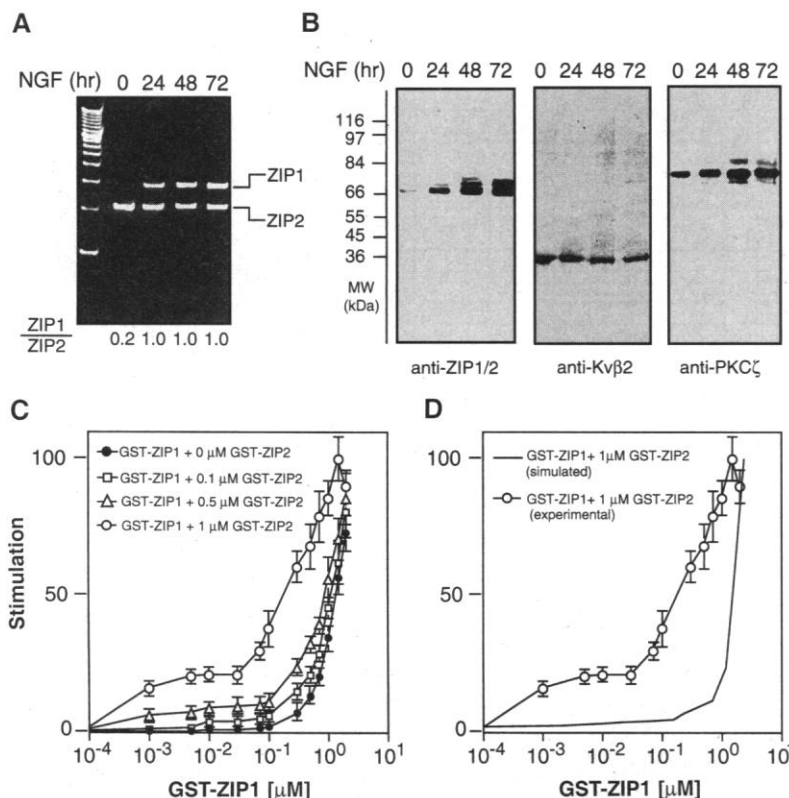 A
NGF (hr) 0 24 48 72
ZIP1
ZIP2
ZIP1
ZIP2
0.2 1.0 1.0 1.0
B
NGF (hr) 0 24 48 72 0 24 48 72 0 24 48 72
116
97
84
66
55
45
36
MW
(kDa)
anti-ZIP1/2 anti-Kvβ2 anti-PKCζ
C
Stimulation
100
50
0
GST-ZIP1 + 0 μM GST-ZIP2
GST-ZIP1 + 0.1 μM GST-ZIP2
GST-ZIP1 + 0.5 μM GST-ZIP2
GST-ZIP1 + 1 μM GST-ZIP2
10⁻⁴ 10⁻³ 10⁻² 10⁻¹ 10⁰ 10¹
GST-ZIP1 [μM]
D
100
50
0
GST-ZIP1+ 1μM GST-ZIP2
(simulated)
GST-ZIP1+ 1 μM GST-ZIP2
(experimental)
10⁻⁴ 10⁻³ 10⁻² 10⁻¹ 10⁰ 10¹
GST-ZIP1 [μM]